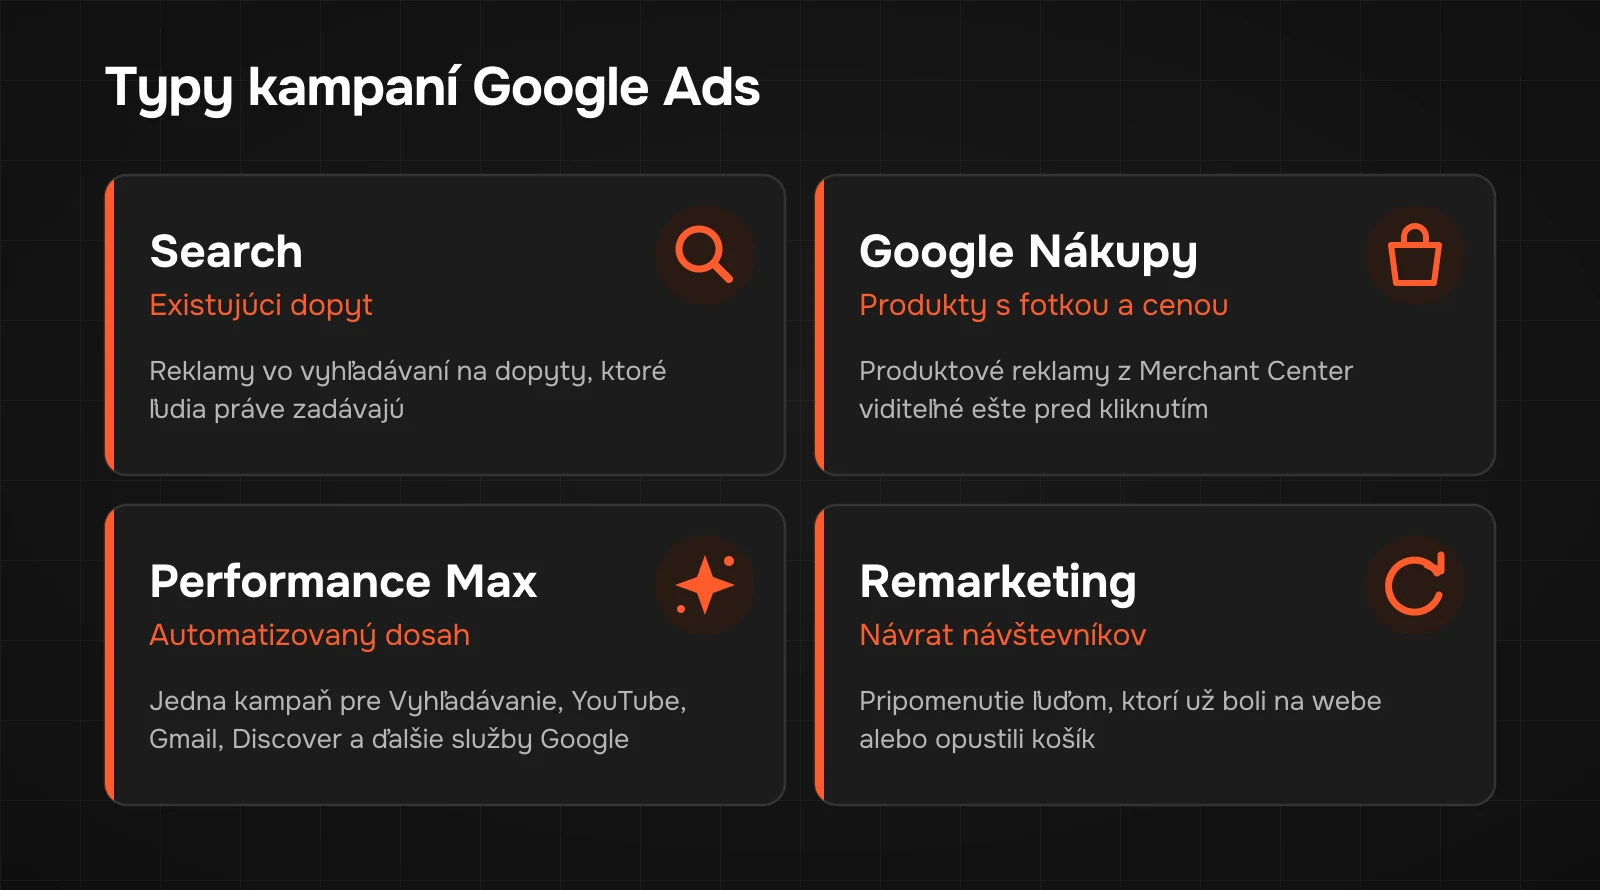 Typy kampaní Google Ads
Search
Existujúci dopyt
Reklamy vo vyhľadávaní na dopyty, ktoré
ľudia práve zadávajú
Google Nákupy
Produkty s fotkou a cenou
Produktové reklamy z Merchant Center
viditeľné ešte pred kliknutím
Performance Max
Automatizovaný dosah
Jedna kampaň pre Vyhľadávanie, YouTube,
Gmail, Discover a ďalšie služby Google
Remarketing
Návrat návštevníkov
Pripomenutie ľuďom, ktorí už boli na webe
alebo opustili košík